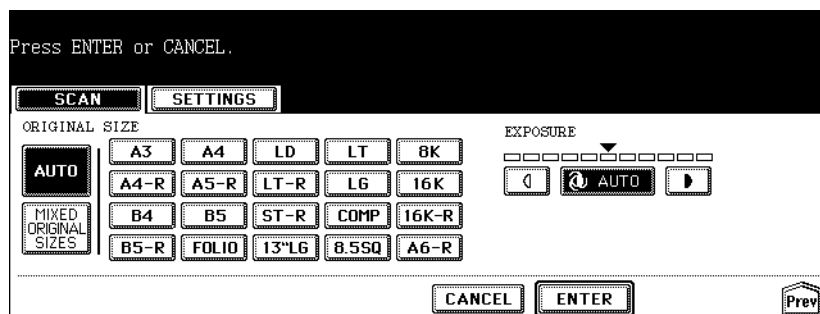 Press ENTER or CANCEL.
SCAN SETTINGS
ORIGINAL SIZE
EXPOSURE
AUTO
MIXED ORIGINAL SIZES
A3 A4 LD LT 8K
A4-R A5-R LT-R LG 16K
B4 B5 ST-R COMP 16K-R
B5-R FOLIO 13"LG 8.5SQ A6-R
AUTO
CANCEL ENTER
Prev